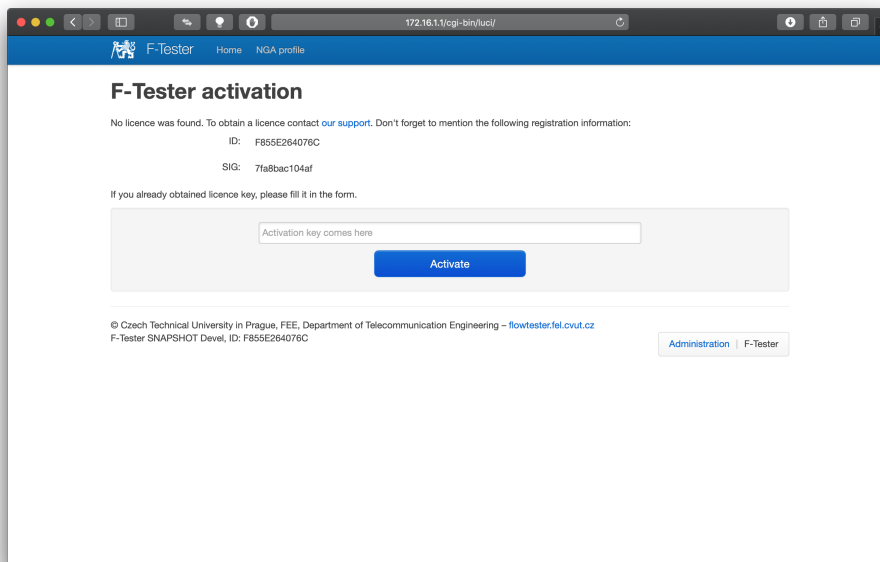 172.16.1.1/cgi-bin/luci/
F-Tester Home NGA profile
F-Tester activation
No licence was found. To obtain a licence contact our support. Don't forget to mention the following registration information:
ID: F855E264076C
SIG: 7fa8bac104af
If you already obtained licence key, please fill it in the form.
Activation key comes here
Activate
© Czech Technical University in Prague, FEE, Department of Telecommunication Engineering – flowtester.fel.cvut.cz
F-Tester SNAPSHOT Devel, ID: F855E264076C
Administration | F-Tester